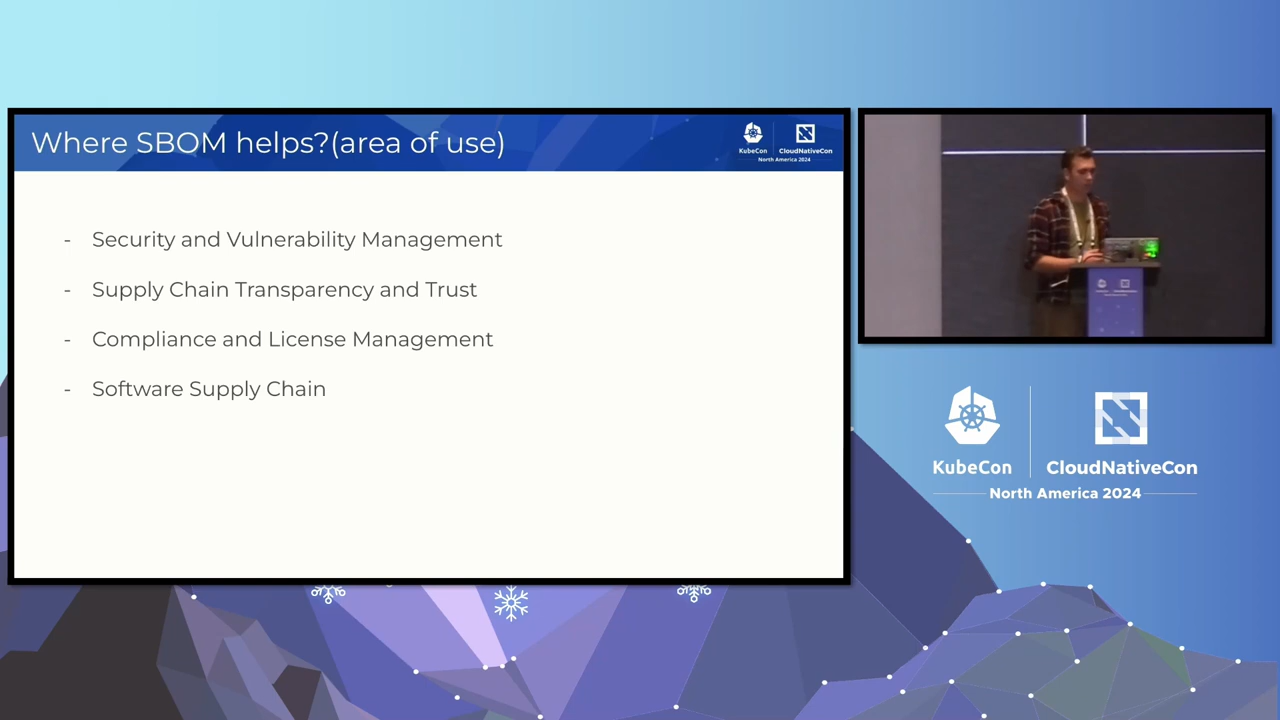 Where SBOM helps?(area of use)
KubeCon
CloudNativeCon
North America 2024
- Security and Vulnerability Management
- Supply Chain Transparency and Trust
- Compliance and License Management
- Software Supply Chain
KubeCon
CloudNativeCon
North America 2024